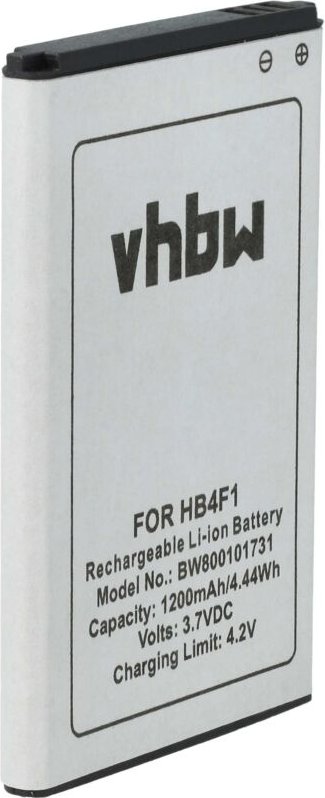 ⊖ ⊕
vhbw
FOR HB4F1
Rechargeable Li-ion Battery
Model No.: BW800101731
Capacity: 1200mAh/4.44Wh
Volts: 3.7VDC
Charging Limit: 4.2V